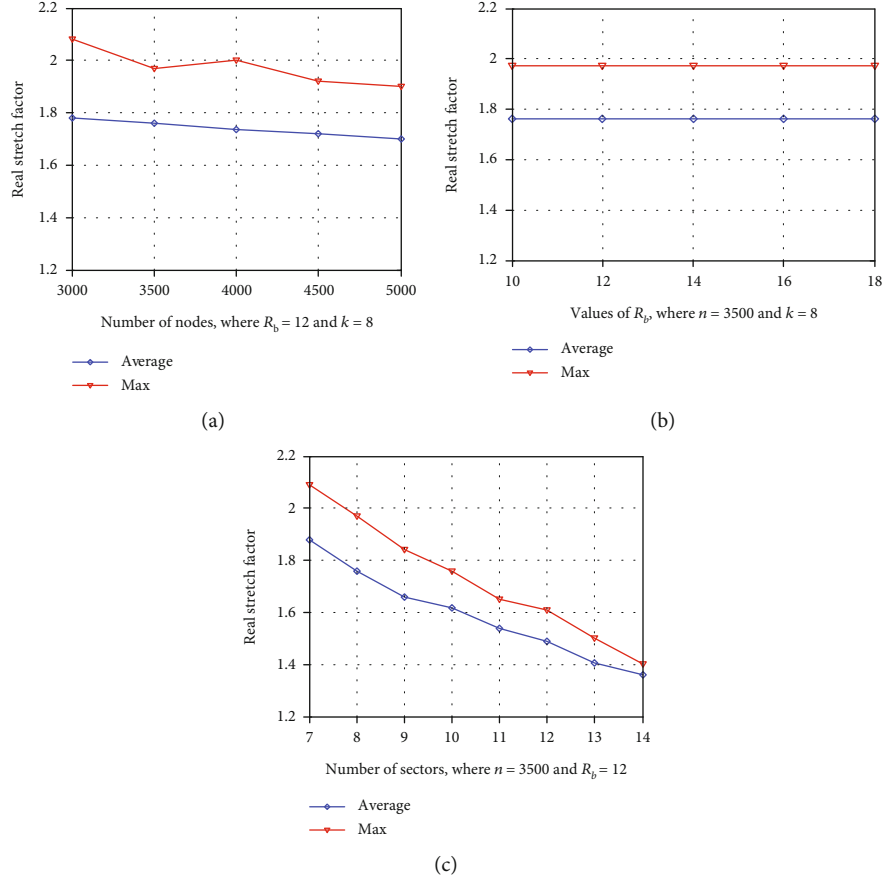 2.2
2
1.8
1.6
1.4
1.2
Real stretch factor
3000 3500 4000 4500 5000
Number of nodes, where R_b = 12 and k = 8
Average
Max
(a)
2.2
2
1.8
1.6
1.4
1.2
Real stretch factor
10 12 14 16 18
Values of R_b, where n = 3500 and k = 8
Average
Max
(b)
2.2
2
1.8
1.6
1.4
1.2
Real stretch factor
7 8 9 10 11 12 13 14
Number of sectors, where n = 3500 and R_b = 12
Average
Max
(c)